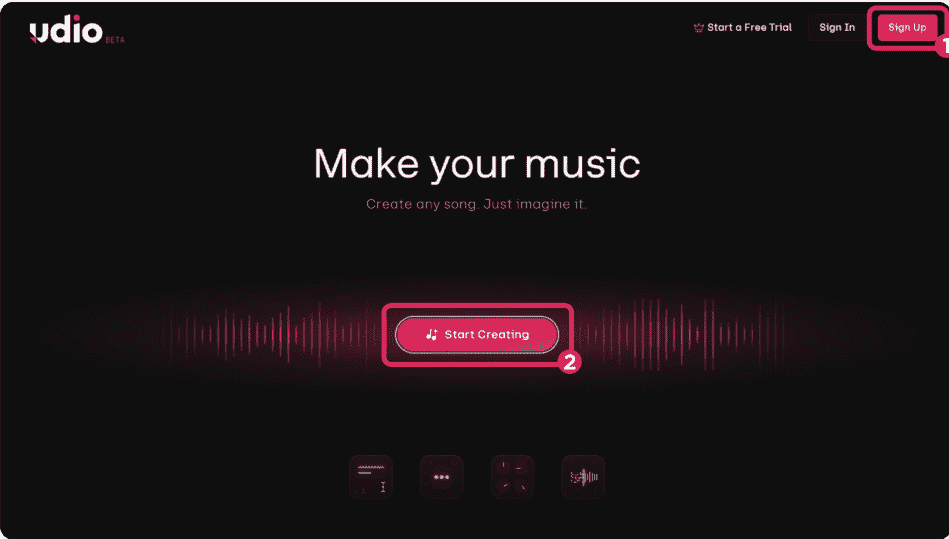 udio BETA
Start a Free Trial
Sign In
Sign Up
1
Make your music
Create any song. Just imagine it.
Start Creating
2